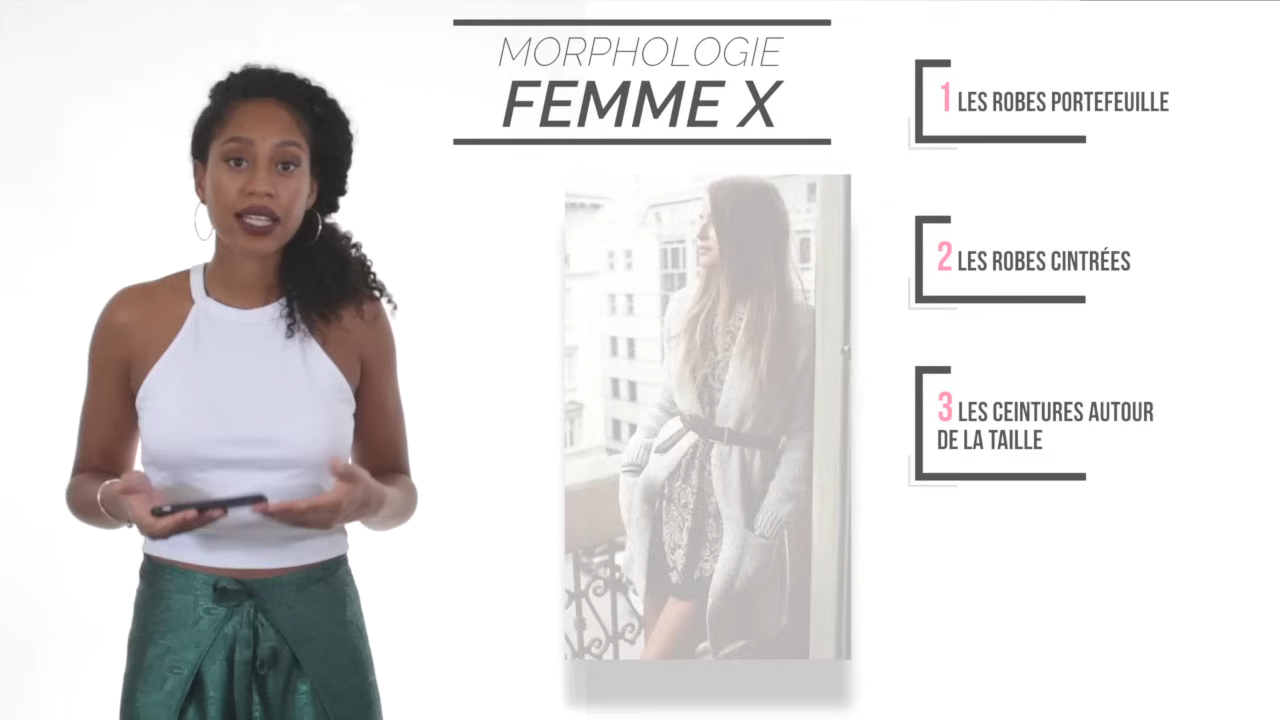 MORPHOLOGIE
FEMME X
1 LES ROBES PORTEFEUILLE
2 LES ROBES CINTRÉES
3 LES CEINTURES AUTOUR
DE LA TAILLE